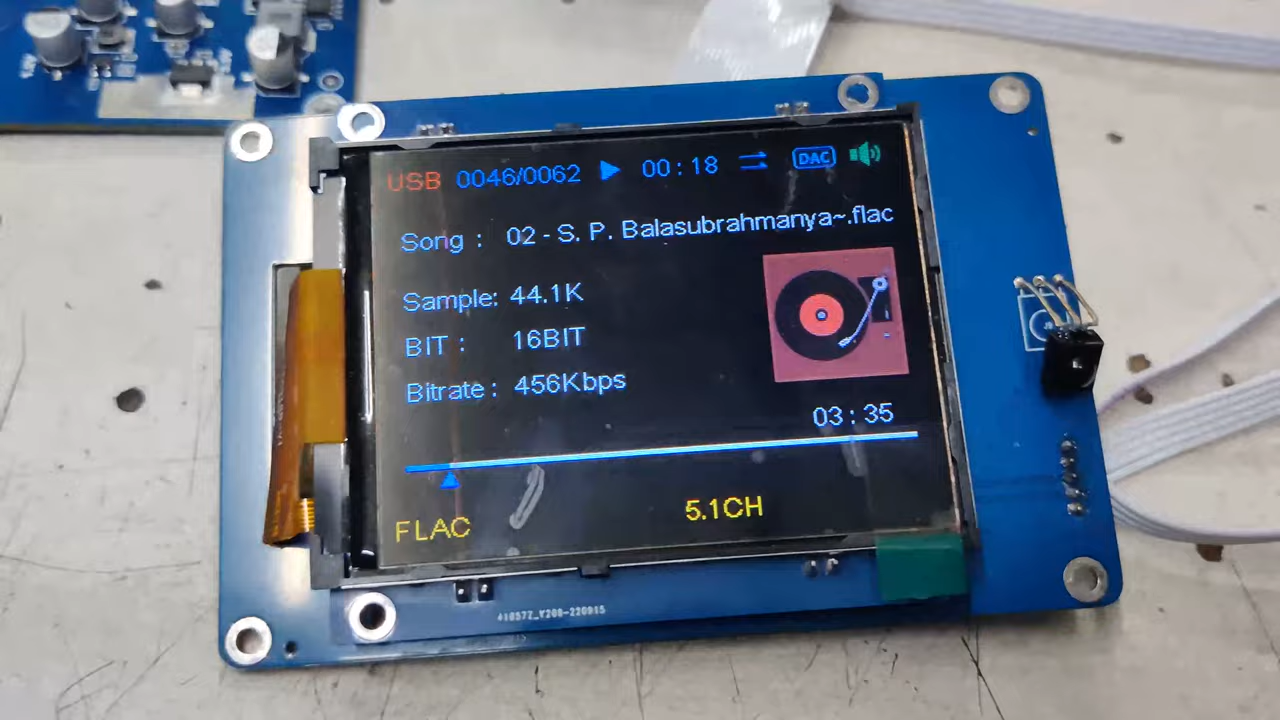 USB 0046/0062 00:18 DAC
Song : 02 - S. P. Balasubrahmanya~.flac
Sample: 44.1K
BIT : 16BIT
Bitrate : 456Kbps
03 : 35
5.1CH
FLAC